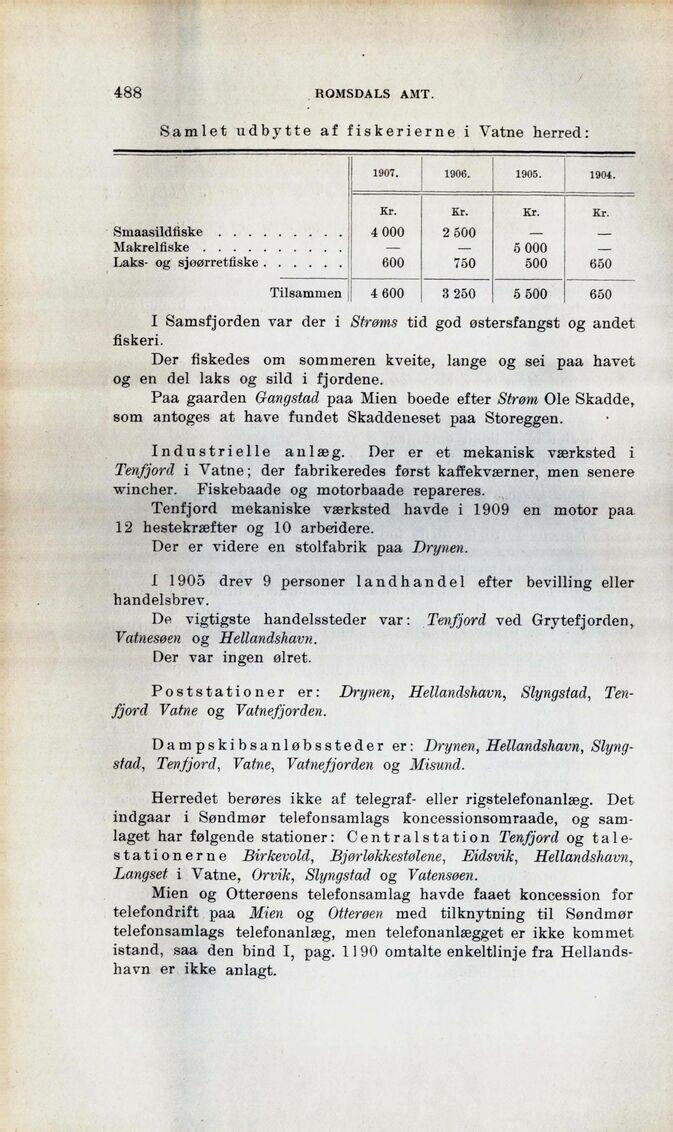 488
ROMSDALS AMT.
Samlet udbytte af fiskerierne i Vatne herred:
1907. 1906. 1905. 1904.
Kr. Kr. Kr. Kr.
Smaasildfiske . . . . . . . . . 4 000 2 500 — —
Makrelfiske . . . . . . . . . . — — 5 000 —
Laks- og sjøørretfiske . . . . . . 600 750 500 650
Tilsammen 4 600 3 250 5 500 650
I Samsfjorden var der i Strøms tid god østersfangst og andet
fiskeri.
Der fiskedes om sommeren kveite, lange og sei paa havet
og en del laks og sild i fjordene.
Paa gaarden Gangstad paa Mien boede efter Strøm Ole Skadde,
som antoges at have fundet Skaddeneset paa Storeggen.
Industrielle anlæg. Der er et mekanisk værksted i
Tenfjord i Vatne; der fabrikeredes først kaffekværner, men senere
wincher. Fiskebaade og motorbaade repareres.
Tenfjord mekaniske værksted havde i 1909 en motor paa
12 hestekræfter og 10 arbeidere.
Der er videre en stolfabrik paa Drynen.
I 1905 drev 9 personer landhandel efter bevilling eller
handelsbrev.
De vigtigste handelssteder var: Tenfjord ved Grytefjorden,
Vatnesøen og Hellandshavn.
Der var ingen ølret.
Poststationer er: Drynen, Hellandshavn, Slyngstad, Ten-
fjord Vatne og Vatnefjorden.
Dampskibsanløbssteder er: Drynen, Hellandshavn, Slyng-
stad, Tenfjord, Vatne, Vatnefjorden og Misund.
Herredet berøres ikke af telegraf- eller rigstelefonanlæg. Det
indgaar i Søndmør telefonsamlags koncessionsomraade, og sam-
laget har følgende stationer: Centralstation Tenfjord og tale-
stationerne Birkevold, Bjørløkkestølene, Eidsvik, Hellandshavn,
Langset i Vatne, Orvik, Slyngstad og Vatensøen.
Mien og Otterøens telefonsamlag havde faaet koncession for
telefondrift paa Mien og Otterøen med tilknytning til Søndmør
telefonsamlags telefonanlæg, men telefonanlægget er ikke kommet
istand, saa den bind I, pag. 1190 omtalte enkeltlinje fra Hellands-
havn er ikke anlagt.